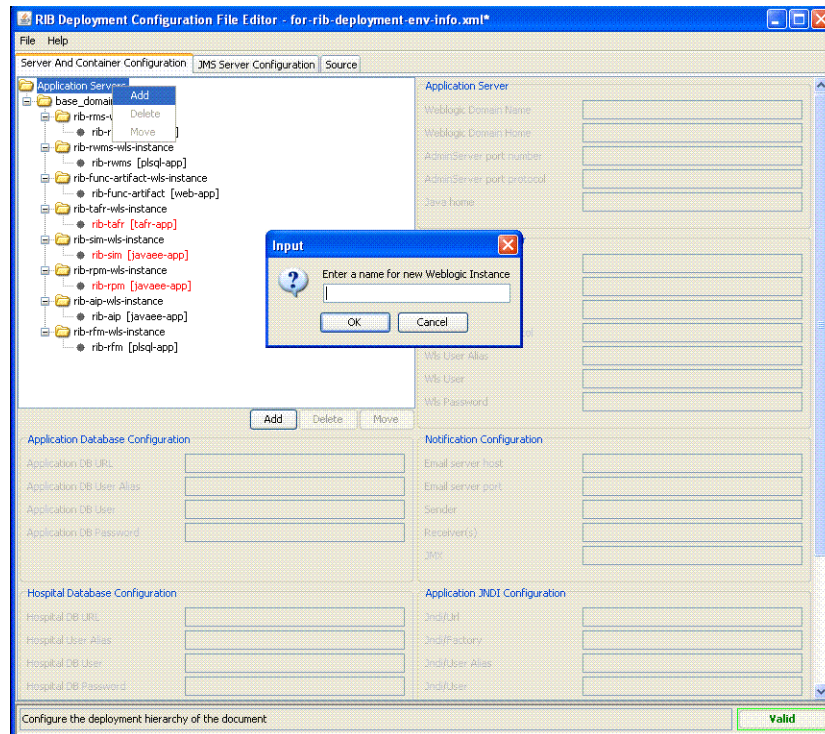 RIB Deployment Configuration File Editor - for-rib-deployment-env-info.xml*
File Help
Server And Container Configuration JMS Server Configuration Source
Application Servers
Add
Delete
Move
base_domain
rib-rms-
rib-r
]
rib-rwms-wls-instance
rib-rwms [plsql-app]
rib-func-artifact-wls-instance
rib-func-artifact [web-app]
rib-tafr-wls-instance
rib-tafr [tafr-app]
rib-sim-wls-instance
rib-sim [javaee-app]
rib-rpm-wls-instance
rib-rpm [javaee-app]
rib-aip-wls-instance
rib-aip [javaee-app]
rib-rfm-wls-instance
rib-rfm [plsql-app]
Add Delete Move
Application Server
Weblogic Domain Name
Weblogic Domain Home
AdminServer port number
AdminServer port protocol
Java home
Input
Enter a name for new Weblogic Instance
OK Cancel
Wls User Alias
Wls User
Wls Password
Application Database Configuration
Application DB URL
Application DB User Alias
Application DB User
Application DB Password
Notification Configuration
Email server host
Email server port
Sender
Receiver(s)
JMX
Hospital Database Configuration
Hospital DB URL
Hospital User Alias
Hospital DB User
Hospital DB Password
Application JNDI Configuration
Jndi/Url
Jndi/Factory
Jndi/User Alias
Jndi/User
Configure the deployment hierarchy of the document
Valid